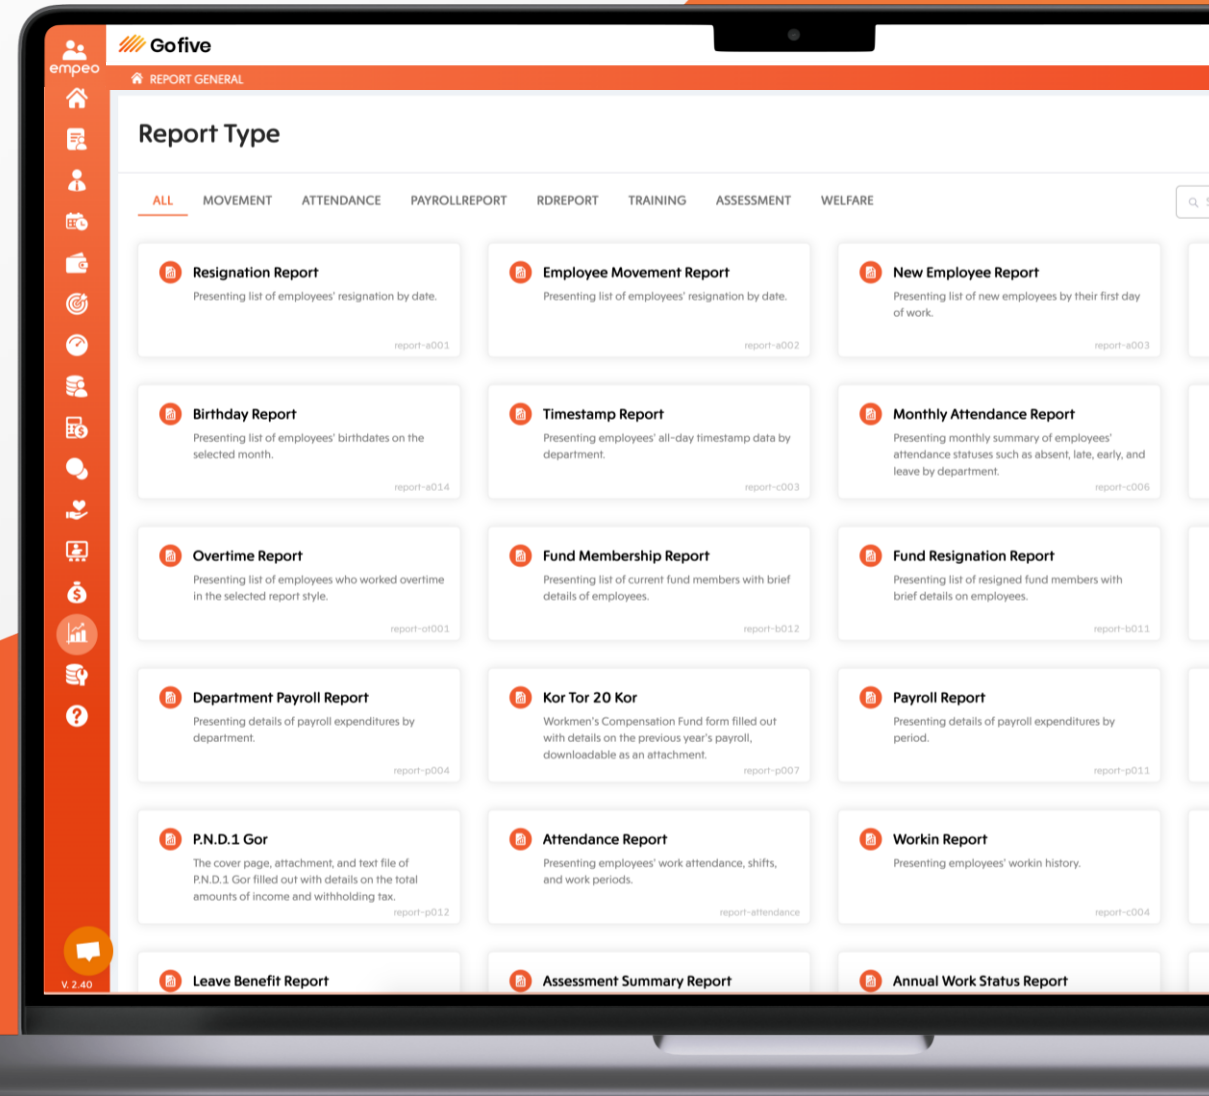 empeo
Gofive
REPORT GENERAL
Report Type
ALL MOVEMENT ATTENDANCE PAYROLLREPORT RDREPORT TRAINING ASSESSMENT WELFARE
Resignation Report
Presenting list of employees' resignation by date.
report-a001
Employee Movement Report
Presenting list of employees' resignation by date.
report-a002
New Employee Report
Presenting list of new employees by their first day
of work.
report-a003
Birthday Report
Presenting list of employees' birthdates on the
selected month.
report-a014
Timestamp Report
Presenting employees' all-day timestamp data by
department.
report-c003
Monthly Attendance Report
Presenting monthly summary of employees'
attendance statuses such as absent, late, early, and
leave by department.
report-c006
Overtime Report
Presenting list of employees who worked overtime
in the selected report style.
report-ot001
Fund Membership Report
Presenting list of current fund members with brief
details of employees.
report-b012
Fund Resignation Report
Presenting list of resigned fund members with
brief details on employees.
report-b011
Department Payroll Report
Presenting details of payroll expenditures by
department.
report-p004
Kor Tor 20 Kor
Workmen's Compensation Fund form filled out
with details on the previous year's payroll,
downloadable as an attachment.
report-p007
Payroll Report
Presenting details of payroll expenditures by
period.
report-p011
P.N.D.1 Gor
The cover page, attachment, and text file of
P.N.D.1 Gor filled out with details on the total
amounts of income and withholding tax.
report-p012
Attendance Report
Presenting employees' work attendance, shifts,
and work periods.
report-attendance
Workin Report
Presenting employees' workin history.
report-c004
Leave Benefit Report
Assessment Summary Report
Annual Work Status Report
V. 2.40